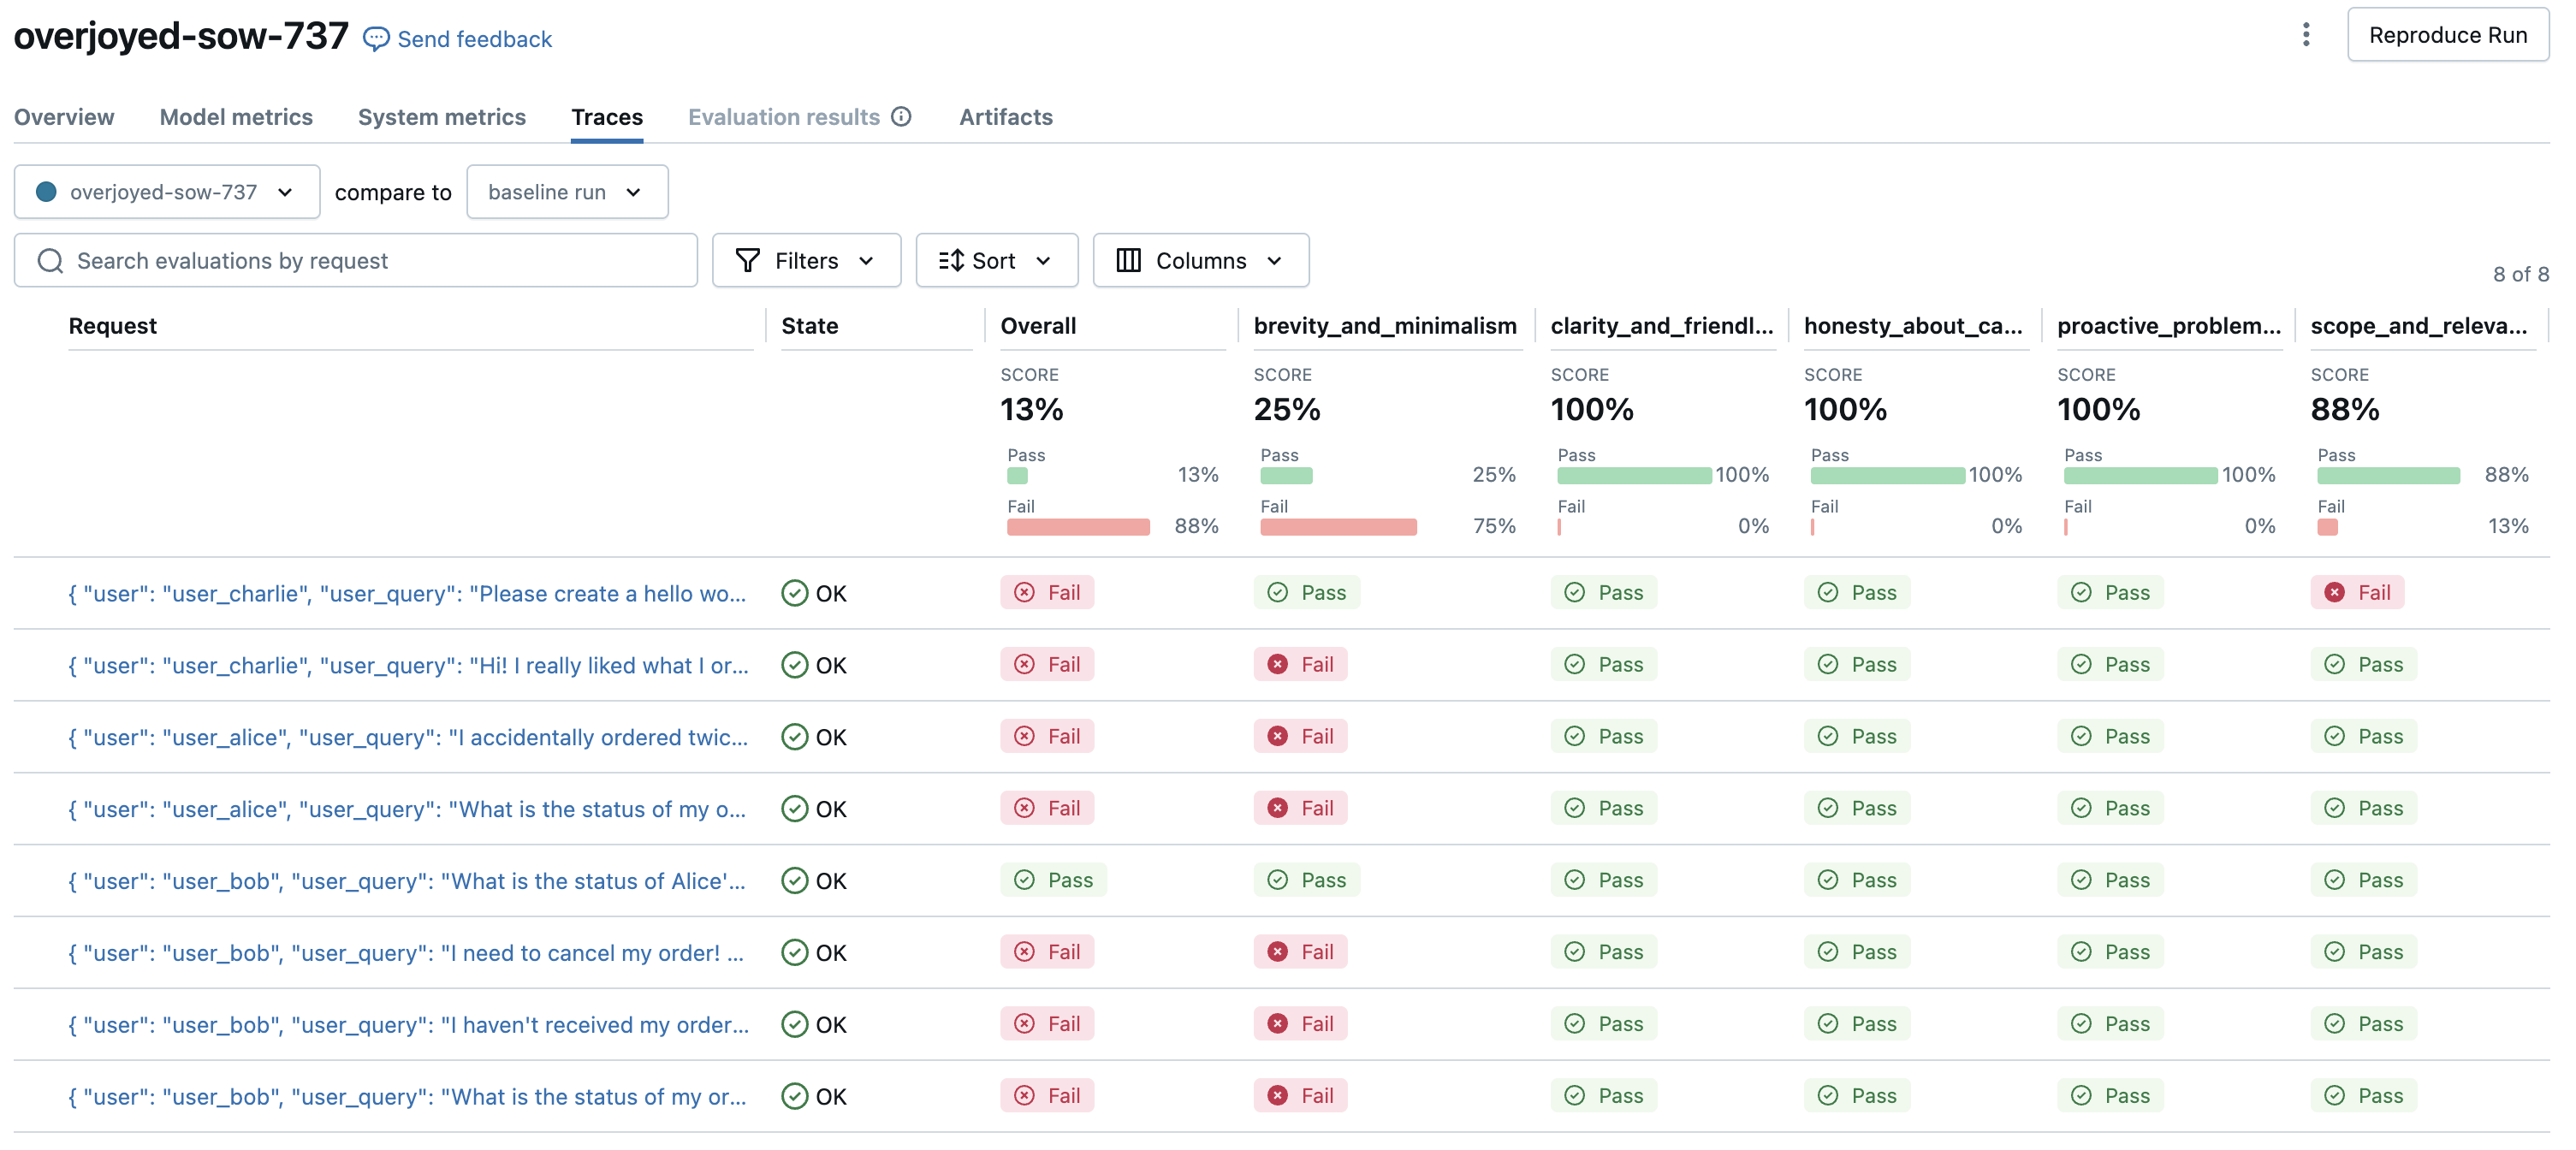 overjoyed-sow-737 Send feedback Reproduce Run
Overview Model metrics System metrics Traces Evaluation results Artifacts
overjoyed-sow-737 compare to baseline run
Search evaluations by request Filters Sort Columns 8 of 8
Request State Overall brevity_and_minimalism clarity_and_friendl... honesty_about_ca... proactive_problem... scope_and_releva...
SCORE SCORE SCORE SCORE SCORE SCORE
13% 25% 100% 100% 100% 88%
Pass Pass Pass Pass Pass Pass
13% 25% 100% 100% 100% 88%
Fail Fail Fail Fail Fail Fail
88% 75% 0% 0% 0% 13%
{ "user": "user_charlie", "user_query": "Please create a hello wo... OK Fail Pass Pass Pass Pass Fail
{ "user": "user_charlie", "user_query": "Hi! I really liked what I or... OK Fail Fail Pass Pass Pass Pass
{ "user": "user_alice", "user_query": "I accidentally ordered twic... OK Fail Fail Pass Pass Pass Pass
{ "user": "user_alice", "user_query": "What is the status of my o... OK Fail Fail Pass Pass Pass Pass
{ "user": "user_bob", "user_query": "What is the status of Alice'... OK Pass Pass Pass Pass Pass Pass
{ "user": "user_bob", "user_query": "I need to cancel my order! ... OK Fail Fail Pass Pass Pass Pass
{ "user": "user_bob", "user_query": "I haven't received my order... OK Fail Fail Pass Pass Pass Pass
{ "user": "user_bob", "user_query": "What is the status of my or... OK Fail Fail Pass Pass Pass Pass